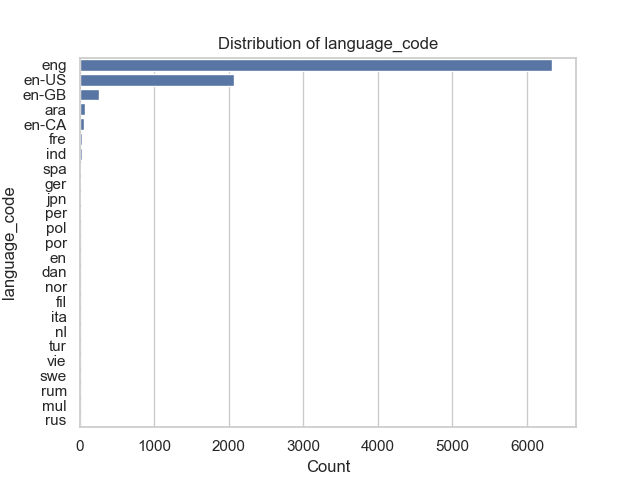 Distribution of language_code
eng
en-US
en-GB
ara
en-CA
fre
ind
spa
ger
jpn
per
pol
por
en
dan
nor
fil
ita
nl
tur
vie
swe
rum
mul
rus
language_code
0 1000 2000 3000 4000 5000 6000
Count